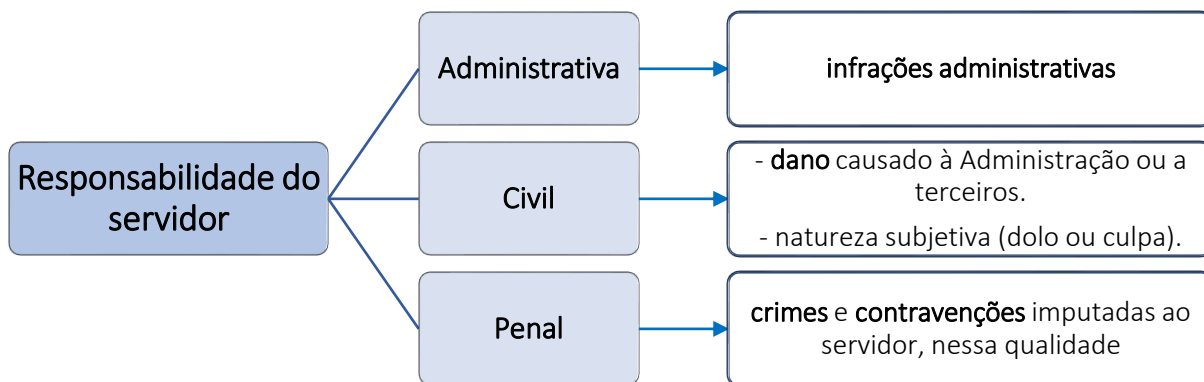 Responsabilidade do
servidor
Administrativa
infrações administrativas
Civil
- dano causado à Administração ou a
terceiros.
- natureza subjetiva (dolo ou culpa).
Penal
crimes e contravenções imputadas ao
servidor, nessa qualidade